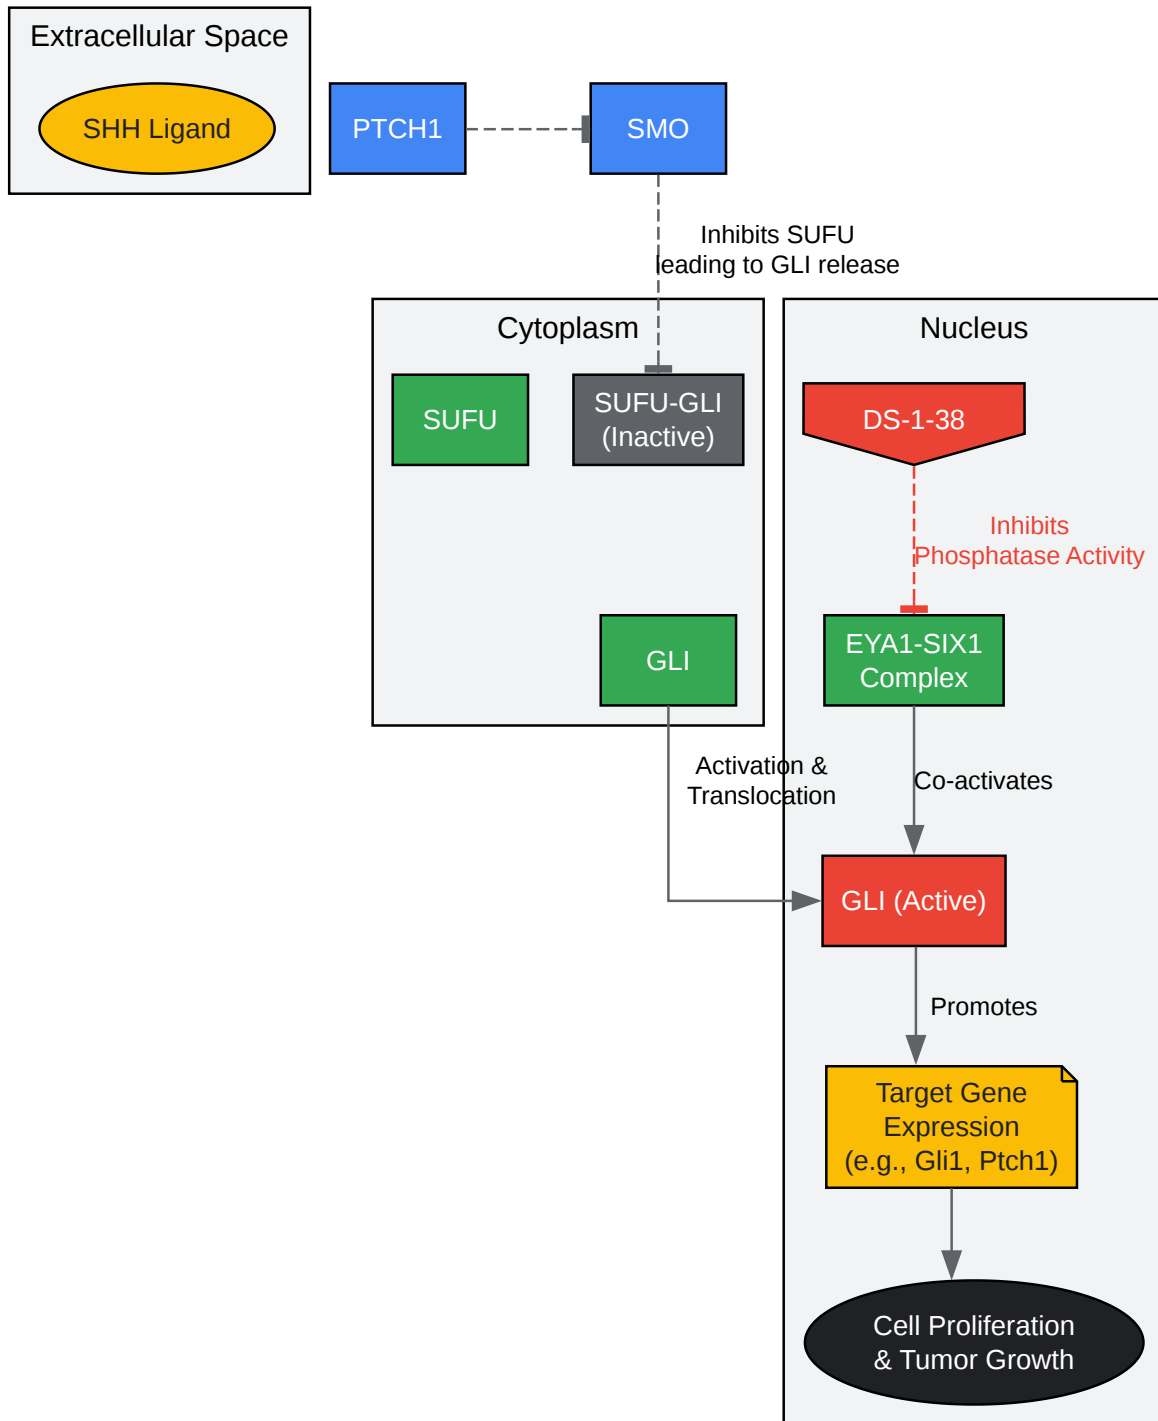 Extracellular Space
SHH Ligand
PTCH1
SMO
Inhibits SUFU
leading to GLI release
Cytoplasm
SUFU
SUFU-GLI
(Inactive)
GLI
Nucleus
DS-1-38
Inhibits
Phosphatase Activity
EYA1-SIX1
Complex
Activation &
Translocation
Co-activates
GLI (Active)
Promotes
Target Gene
Expression
(e.g., Gli1, Ptch1)
Cell Proliferation
& Tumor Growth